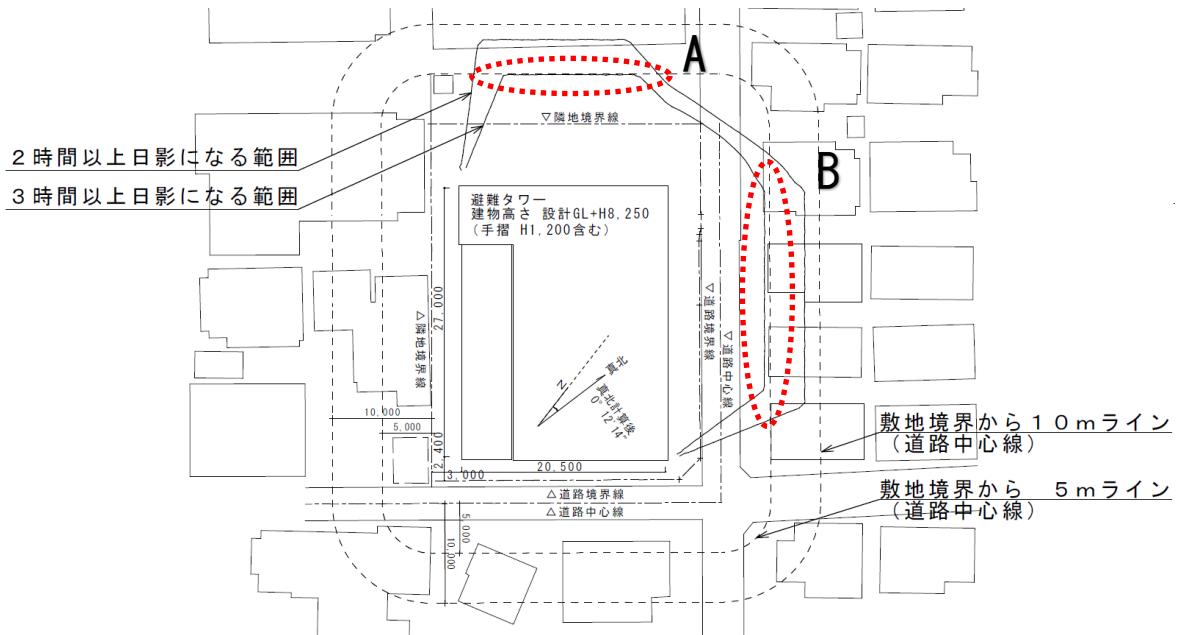 A
▽隣地境界線
2時間以上日影になる範囲
B
3時間以上日影になる範囲
避難タワー
建物高さ 設計GL+H8,250
(手摺 H1,200含む)
27,000
△隣地境界線
▽道路境界線
▽道路中心線
N
真北
真北計算後
0°12'14"
10,000
5,000
2,400
3,000
20,500
敷地境界から10mライン
(道路中心線)
△道路境界線
△道路中心線
敷地境界から 5mライン
(道路中心線)
5,000
10,000